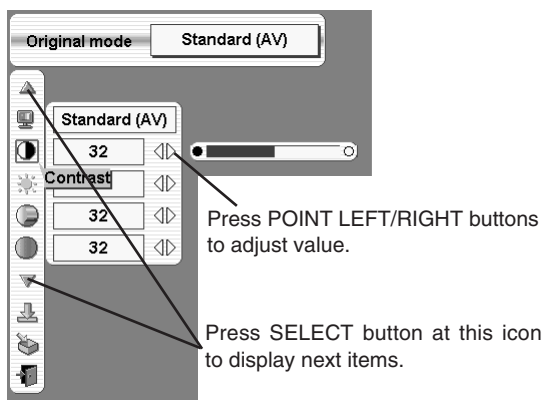 Original mode Standard (AV)
Standard (AV)
32
Contrast
32
32
Press POINT LEFT/RIGHT buttons
to adjust value.
Press SELECT button at this icon
to display next items.